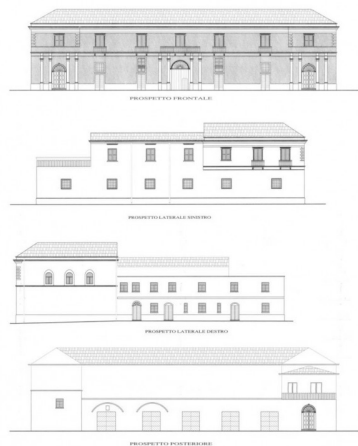 PROSPETTO FRONTALE
PROSPETTO LATERALE SINISTRO
PROSPETTO LATERALE DESTRO
PROSPETTO POSTERIORE